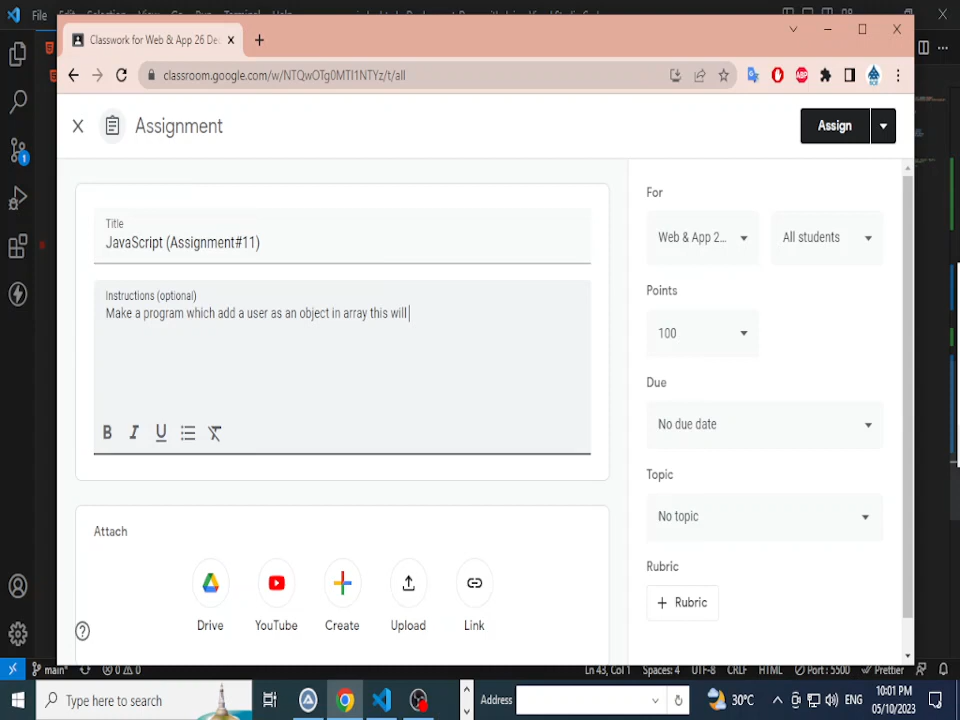 File
Classwork for Web & App 26 De
classroom.google.com/w/NTQwOTg0MTI1NTYz/t/all
Assignment
Assign
Title
JavaScript (Assignment#11)
Instructions (optional)
Make a program which add a user as an object in array this will
Attach
Drive
YouTube
Create
Upload
Link
For
Web & App 2...
All students
Points
100
Due
No due date
Topic
No topic
Rubric
+ Rubric
main*
0 0
Ln 43, Col 1
Spaces: 4
UTF-8
CRLF
HTML
Port : 5500
Prettier
Type here to search
Address
30°C
ENG
10:01 PM
05/10/2023